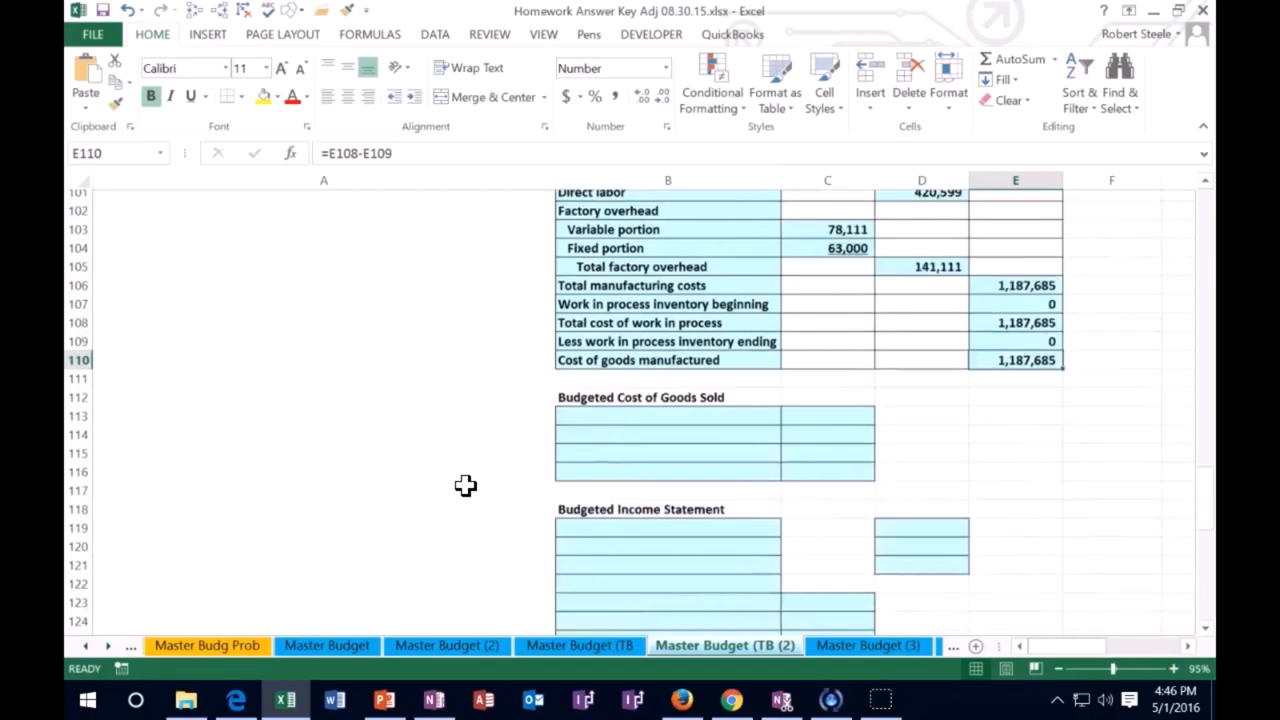 Homework Answer Key Adj 08.30.15.xlsx - Excel
FILE HOME INSERT PAGE LAYOUT FORMULAS DATA REVIEW VIEW Pens DEVELOPER QuickBooks Robert Steele
Calibri 11 Wrap Text Number AutoSum
Paste Merge & Center Conditional Formatting Format as Table Cell Styles Insert Delete Format Fill Clear Sort & Filter Find & Select
Clipboard Font Alignment Number Styles Cells Editing
E110 =E108-E109
A B C D E F
101 Direct labor 420,599
102 Factory overhead
103 Variable portion 78,111
104 Fixed portion 63,000
105 Total factory overhead 141,111
106 Total manufacturing costs 1,187,685
107 Work in process inventory beginning 0
108 Total cost of work in process 1,187,685
109 Less work in process inventory ending 0
110 Cost of goods manufactured 1,187,685
111
112 Budgeted Cost of Goods Sold
113
114
115
116
117
118 Budgeted Income Statement
119
120
121
122
123
124
Master Budg Prob Master Budget Master Budget (2) Master Budget (TB Master Budget (TB (2) Master Budget (3)
READY 95%
4:46 PM
5/1/2016